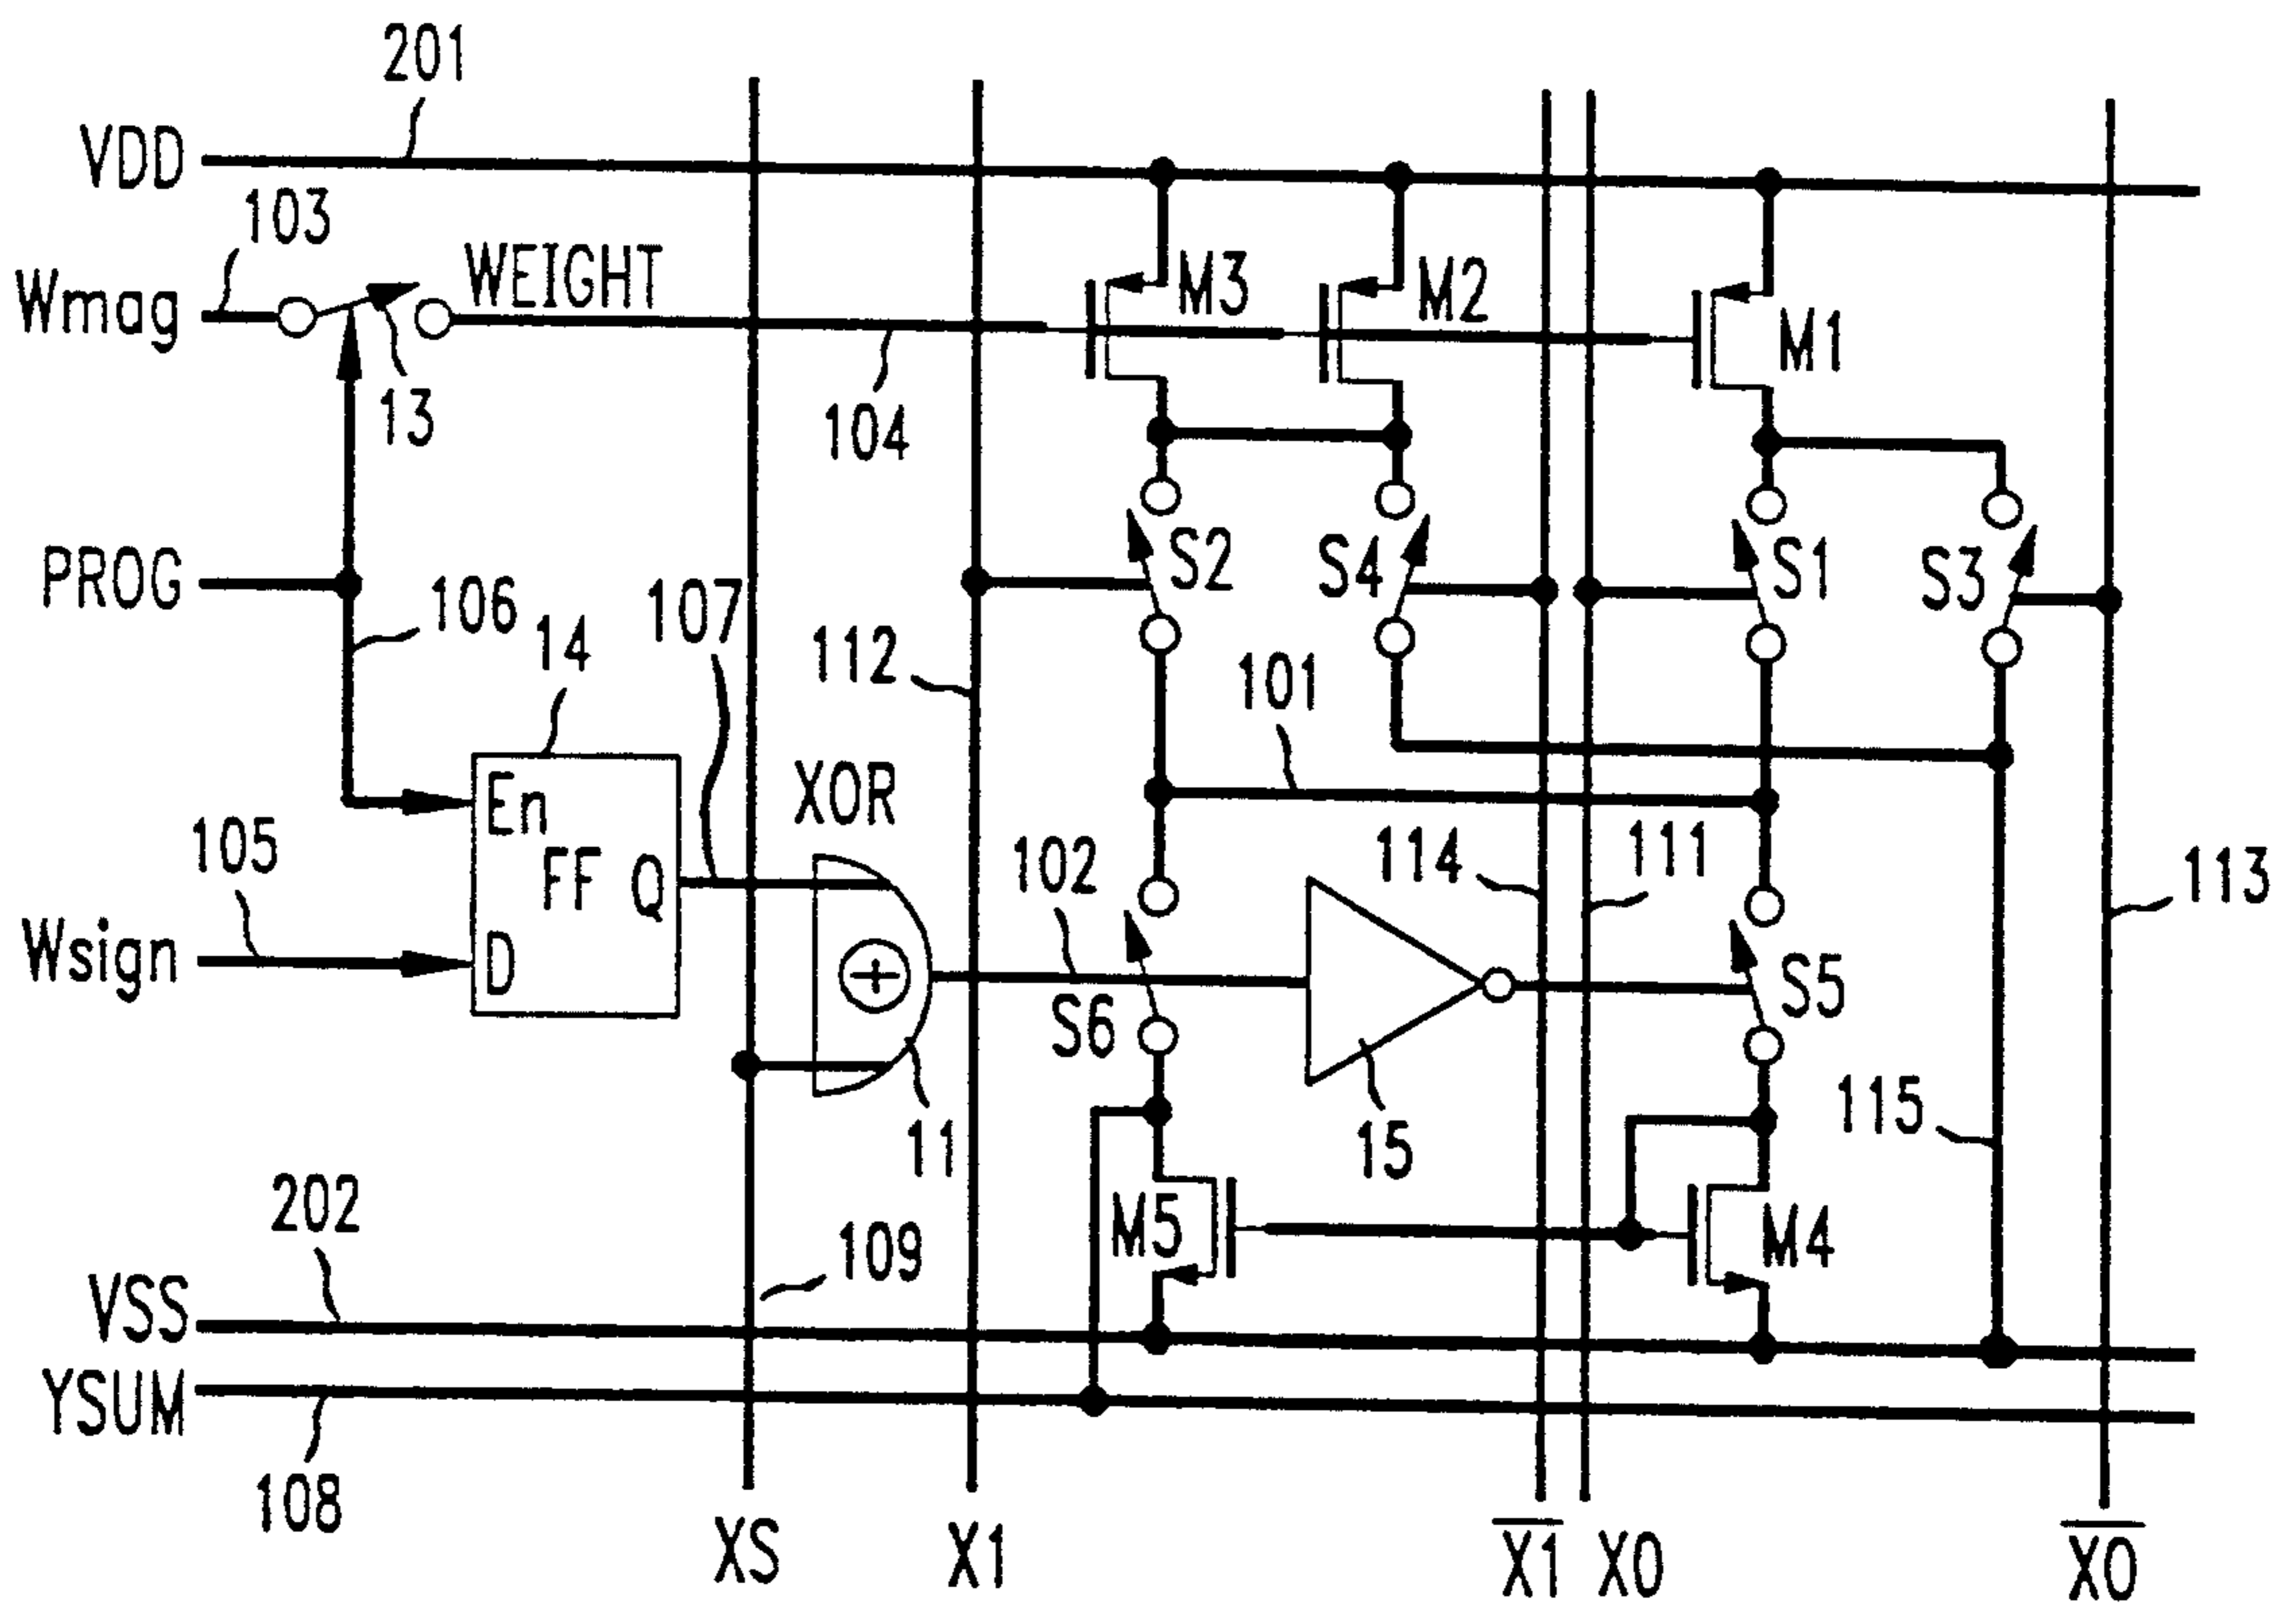 201
VDD
103
Wmag
WEIGHT
M3
M2
M1
13
104
PROG
106
14
107
112
S2
S4
S1
S3
101
En
FF
Q
D
XOR
105
Wsign
102
114
111
113
S6
S5
11
15
115
202
109
M5
M4
VSS
YSUM
108
XS
X1
X1
X0
X0